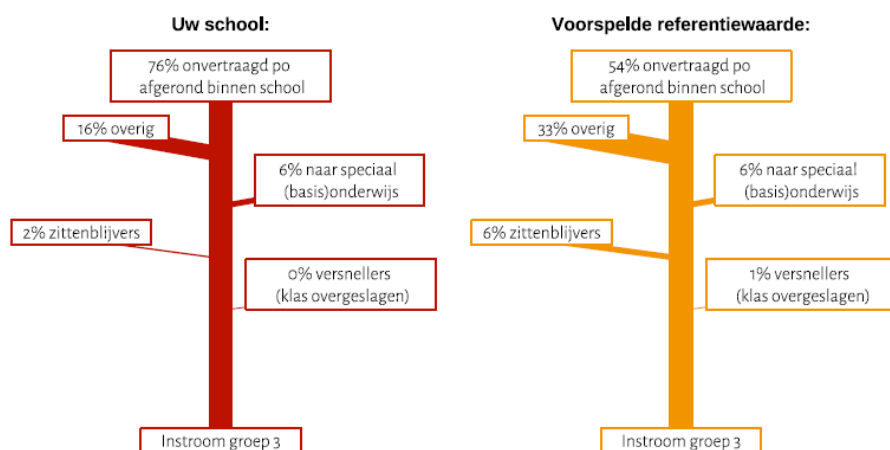 Uw school:
76% onvertraagd po
afgerond binnen school
16% overig
6% naar speciaal
(basis)onderwijs
2% zittenblijvers
0% versnellers
(klas overgeslagen)
Instroom groep 3
Voorspelde referentiewaarde:
54% onvertraagd po
afgerond binnen school
33% overig
6% naar speciaal
(basis)onderwijs
6% zittenblijvers
1% versnellers
(klas overgeslagen)
Instroom groep 3